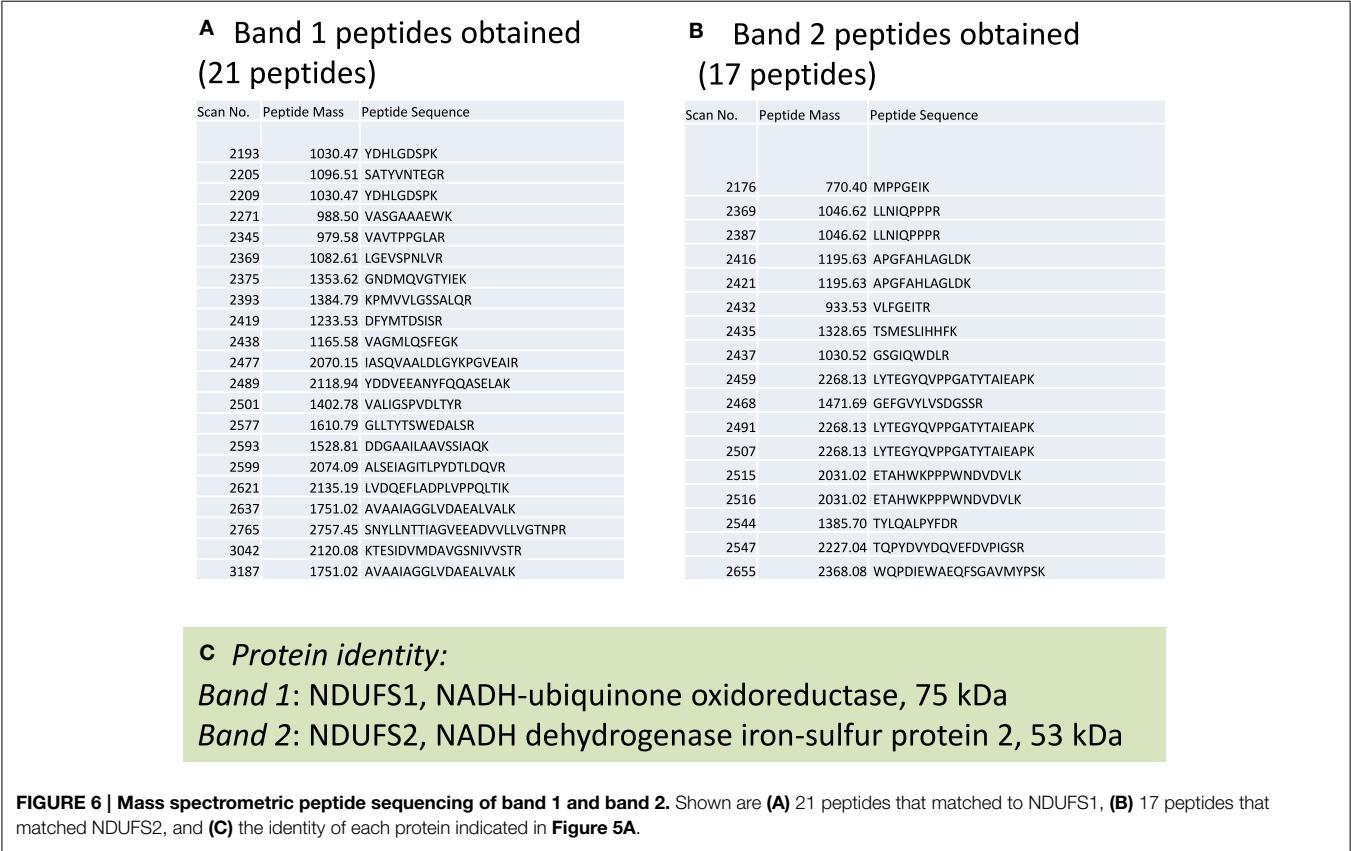 A Band 1 peptides obtained
(21 peptides)
Scan No. Peptide Mass Peptide Sequence
2193 1030.47 YDHLGDSPK
2205 1096.51 SATYVNTEGR
2209 1030.47 YDHLGDSPK
2271 988.50 VASGAAAEWK
2345 979.58 VAVTPPGLAR
2369 1082.61 LGEVSPNLVR
2375 1353.62 GNDMQVGTYIEK
2393 1384.79 KPMVVLGSSALQR
2419 1233.53 DFYMTDSISR
2438 1165.58 VAGMLQSFEGK
2477 2070.15 IASQVAALDLGYKPGVEAIR
2489 2118.94 YDDVEEANYFQQASELAK
2501 1402.78 VALIGSPVDLTYR
2577 1610.79 GLLTYTSWEDALSR
2593 1528.81 DDGAAILAAVSSIAQK
2599 2074.09 ALSEIAGITLPYDTLDQVR
2621 2135.19 LVDQEFLADPLVPPQLTIK
2637 1751.02 AVAAIAGGLVDAEALVALK
2765 2757.45 SNYLLNTTIAGVEEADVVLLVGTNPR
3042 2120.08 KTESIDVMDAVGSNIVVSTR
3187 1751.02 AVAAIAGGLVDAEALVALK
B Band 2 peptides obtained
(17 peptides)
Scan No. Peptide Mass Peptide Sequence
2176 770.40 MPPGEIK
2369 1046.62 LLNIQPPPR
2387 1046.62 LLNIQPPPR
2416 1195.63 APGFAHLAGLDK
2421 1195.63 APGFAHLAGLDK
2432 933.53 VLFGEITR
2435 1328.65 TSMESLIHHFK
2437 1030.52 GSGIQWDLR
2459 2268.13 LYTEGYQVPPGATYTAIEAPK
2468 1471.69 GEFGVYLVSDGSSR
2491 2268.13 LYTEGYQVPPGATYTAIEAPK
2507 2268.13 LYTEGYQVPPGATYTAIEAPK
2515 2031.02 ETAHWKPPPWNDVDVLK
2516 2031.02 ETAHWKPPPWNDVDVLK
2544 1385.70 TYLQALPYFDR
2547 2227.04 TQPYDVYDQVEFDVPIGSR
2655 2368.08 WQPDIEWAEQFSGAVMYPSK
C Protein identity:
Band 1: NDUFS1, NADH-ubiquinone oxidoreductase, 75 kDa
Band 2: NDUFS2, NADH dehydrogenase iron-sulfur protein 2, 53 kDa
FIGURE 6 | Mass spectrometric peptide sequencing of band 1 and band 2. Shown are (A) 21 peptides that matched to NDUFS1, (B) 17 peptides that
matched NDUFS2, and (C) the identity of each protein indicated in Figure 5A.